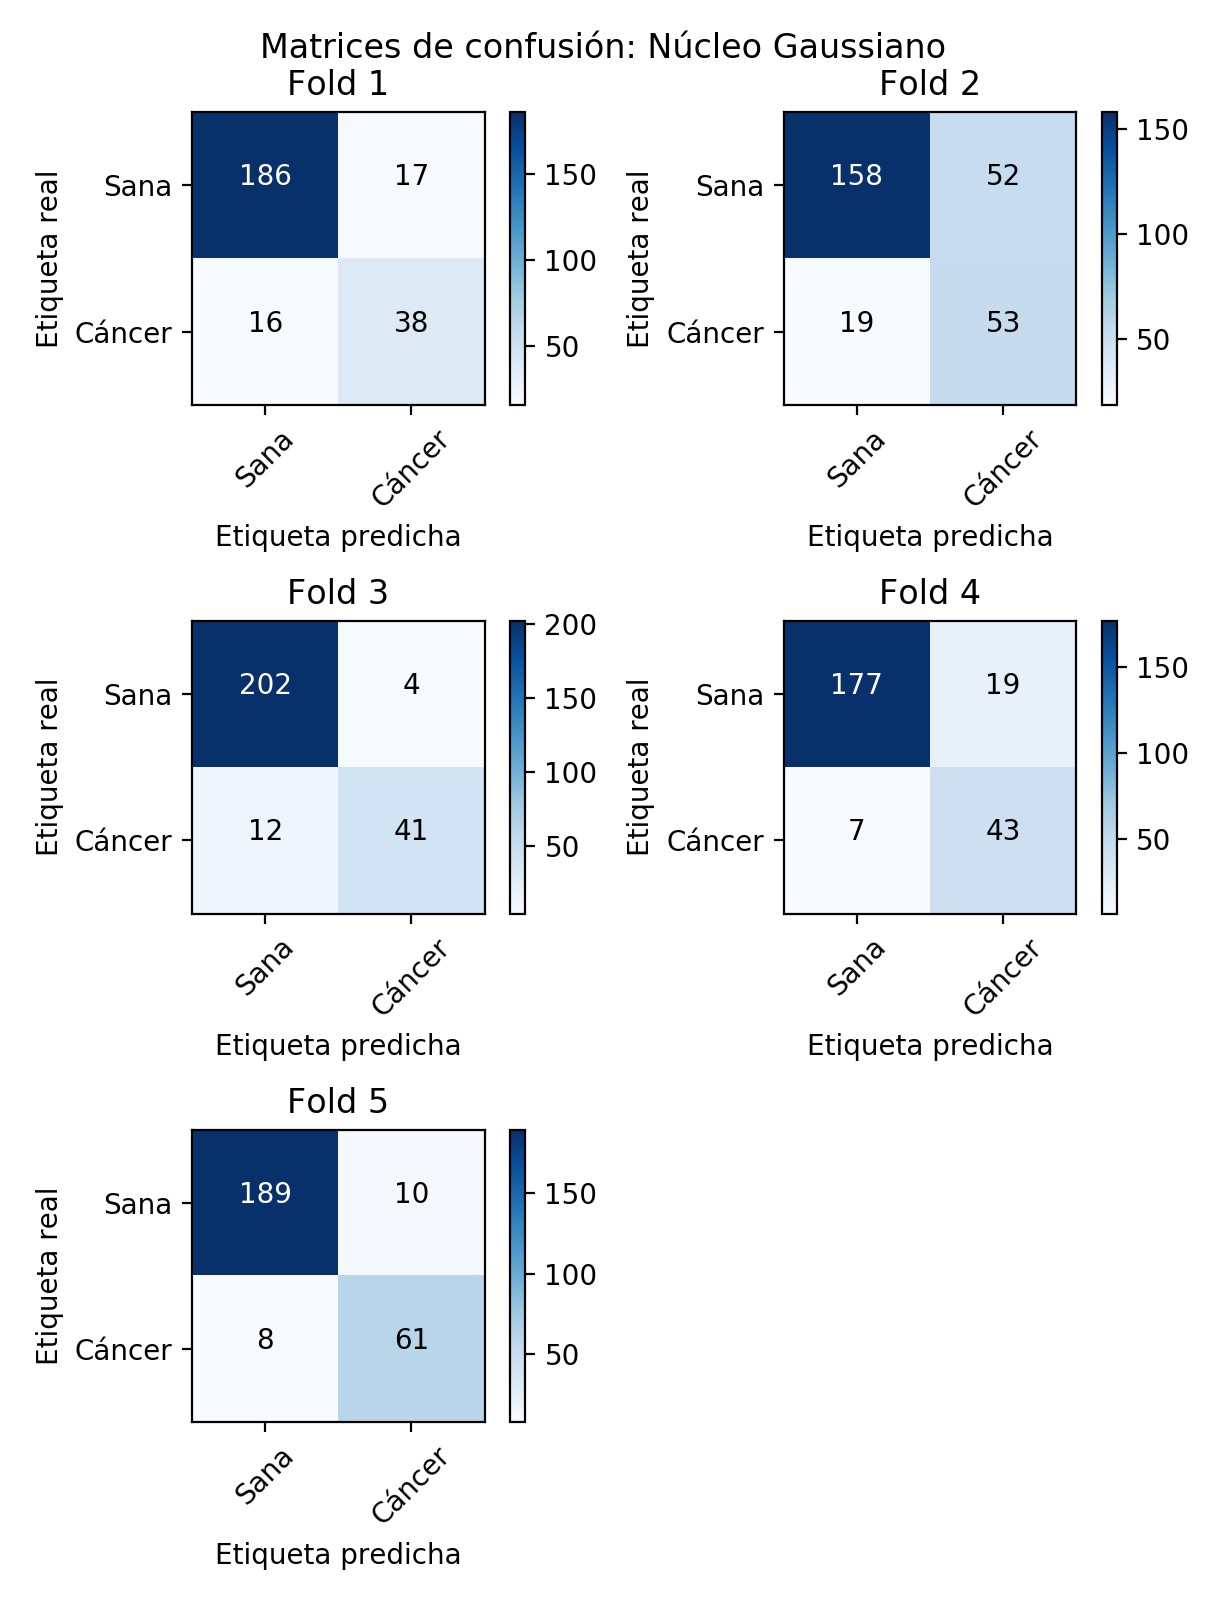 Matrices de confusión: Núcleo Gaussiano
Fold 1
Etiqueta real
Sana
Cáncer
186
17
16
38
Sana
Cáncer
Etiqueta predicha
150
100
50
Fold 2
Etiqueta real
Sana
Cáncer
158
52
19
53
Sana
Cáncer
Etiqueta predicha
150
100
50
Fold 3
Etiqueta real
Sana
Cáncer
202
4
12
41
Sana
Cáncer
Etiqueta predicha
200
150
100
50
Fold 4
Etiqueta real
Sana
Cáncer
177
19
7
43
Sana
Cáncer
Etiqueta predicha
150
100
50
Fold 5
Etiqueta real
Sana
Cáncer
189
10
8
61
Sana
Cáncer
Etiqueta predicha
150
100
50